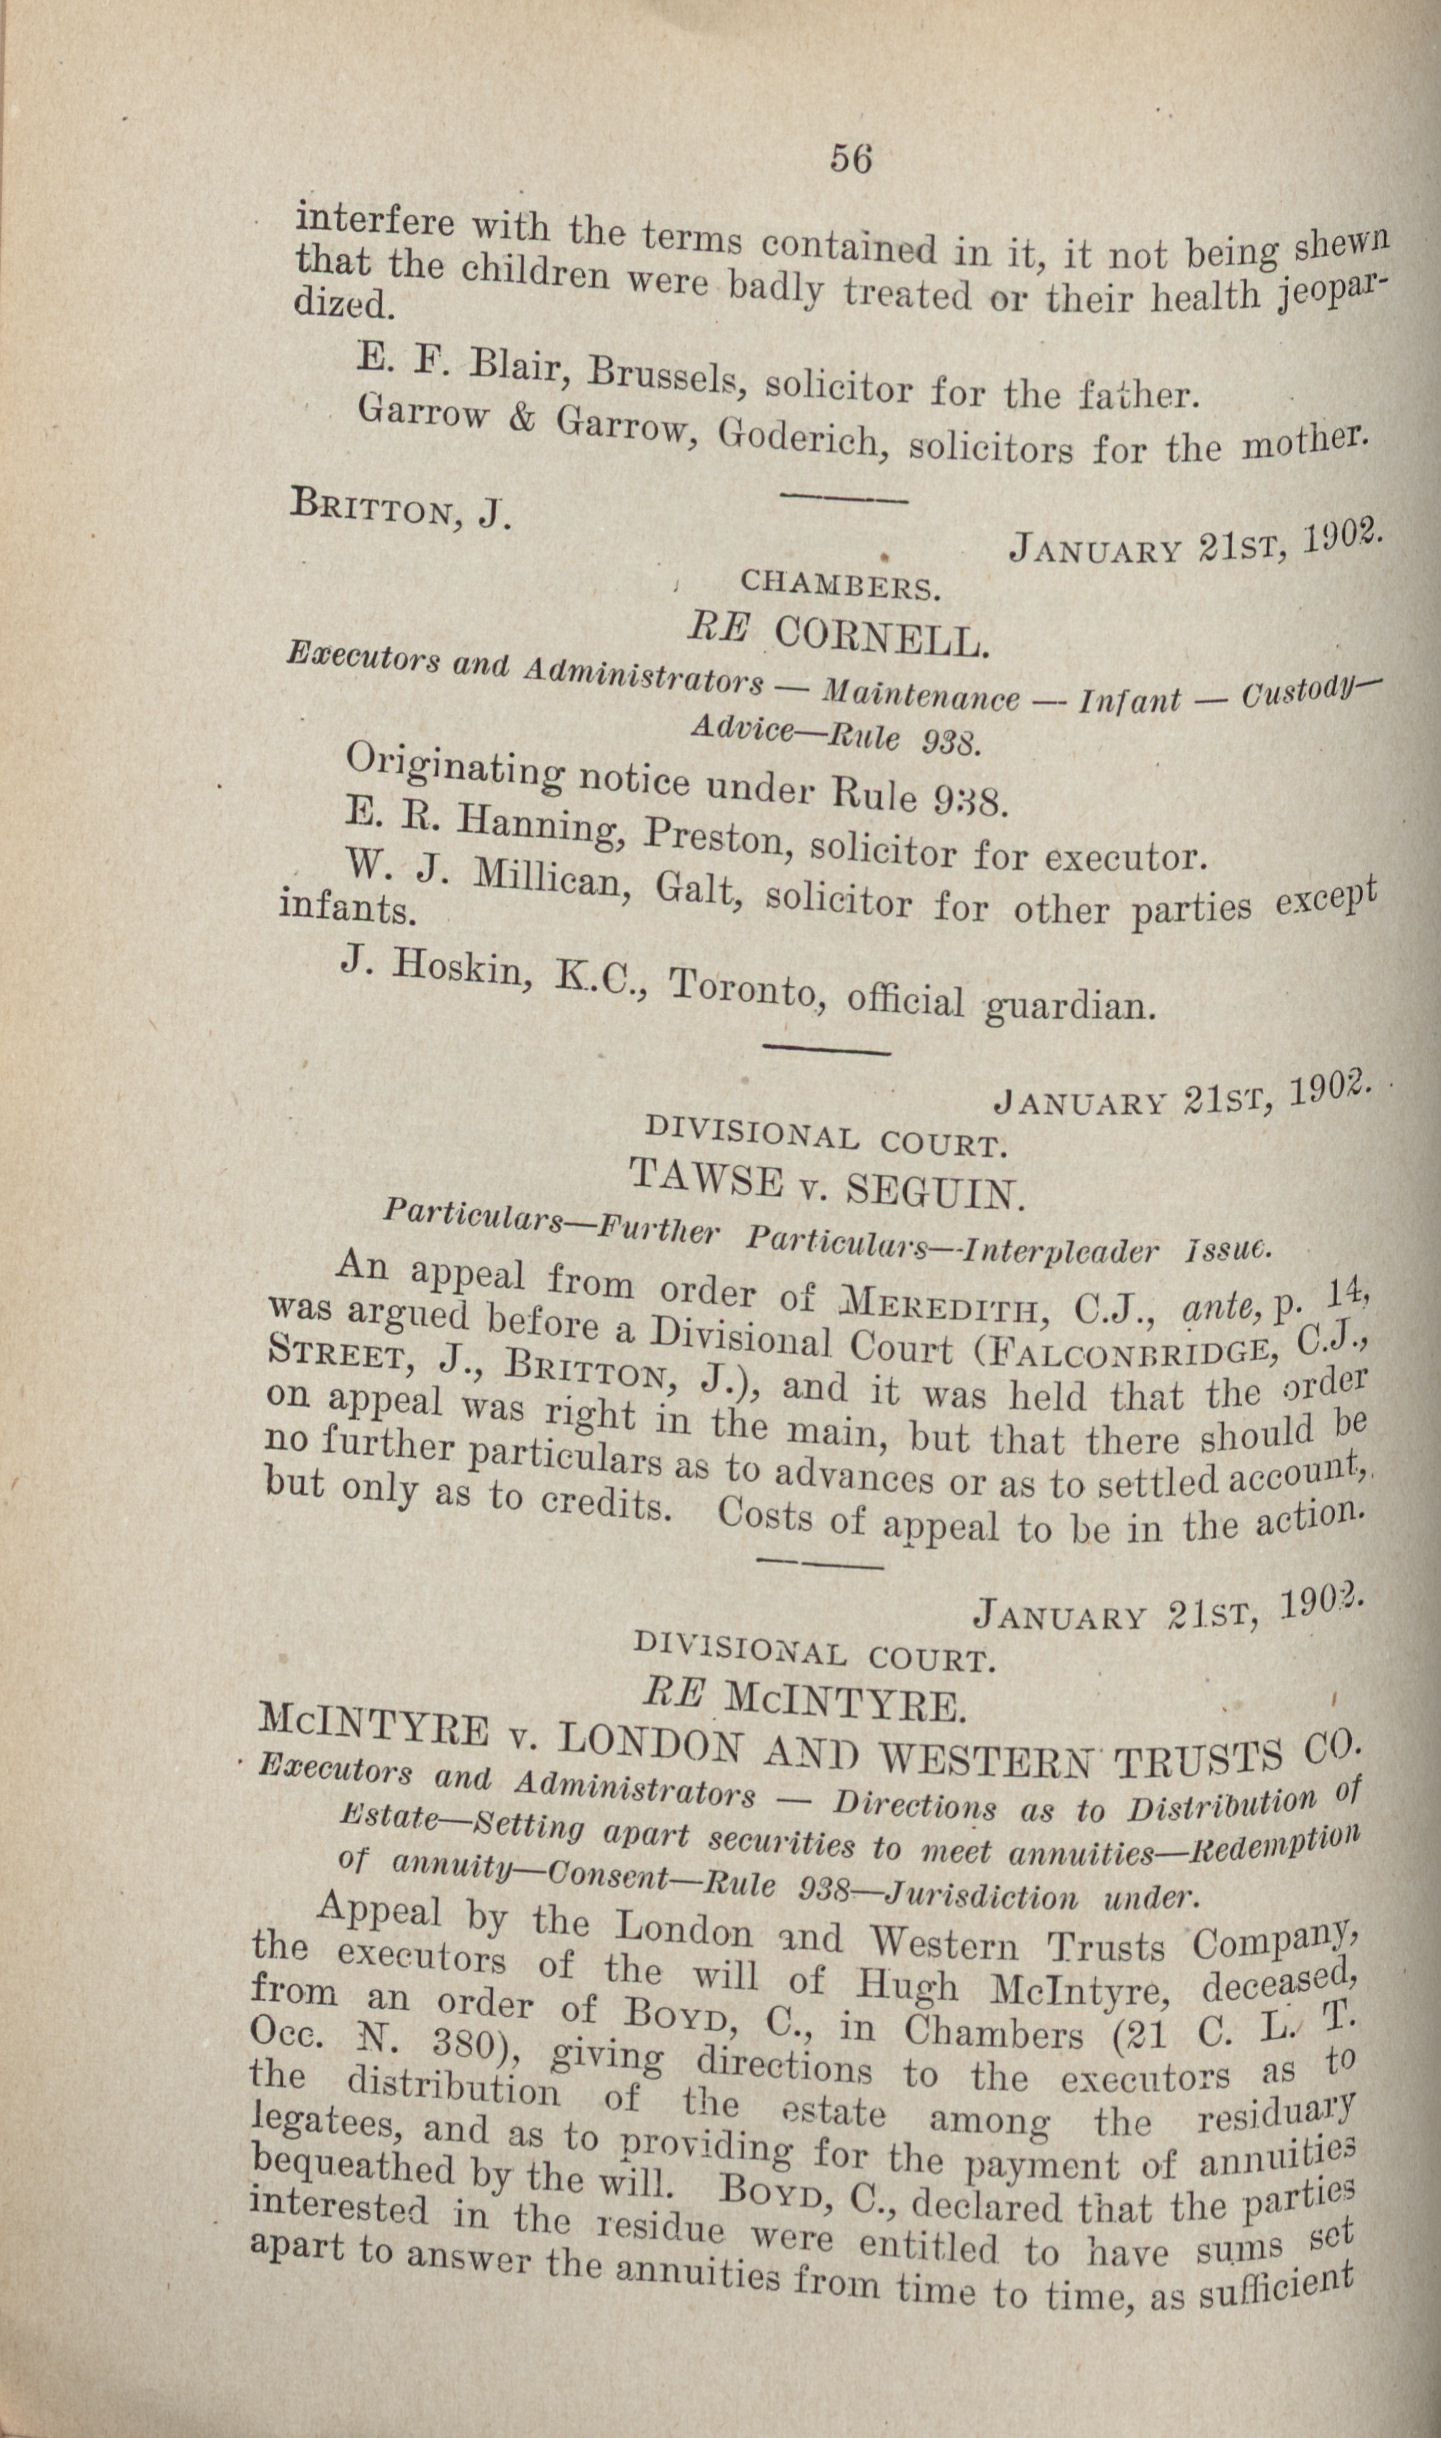 56
interfere with the terms contained in it, it not being shewn
that the children were badly treated or their health jeopar-
dized.
E. F. Blair, Brussels, solicitor for the father.
Garrow & Garrow, Goderich, solicitors for the mother.
BRITTON, J.
JANUARY 21ST, 1902.
CHAMBERS.
RE CORNELL.
Executors and Administrators — Maintenance — Infant — Custody—
Advice—Rule 938.
Originating notice under Rule 938.
E. R. Hanning, Preston, solicitor for executor.
W. J. Millican, Galt, solicitor for other parties except
infants.
J. Hoskin, K.C., Toronto, official guardian.
JANUARY 21ST, 1902.
DIVISIONAL COURT.
TAWSE v. SEGUIN.
Particulars—Further Particulars—Interpleader Issue.
An appeal from order of MEREDITH, C.J., ante, p. 14,
was argued before a Divisional Court (FALCONBRIDGE, C.J.,
STREET, J., BRITTON, J.), and it was held that the order
on appeal was right in the main, but that there should be
no further particulars as to advances or as to settled account,
but only as to credits. Costs of appeal to be in the action.
JANUARY 21ST, 1902.
DIVISIONAL COURT.
RE McINTYRE.
McINTYRE v. LONDON AND WESTERN TRUSTS CO.
Executors and Administrators — Directions as to Distribution of
Estate—Setting apart securities to meet annuities—Redemption
of annuity—Consent—Rule 938—Jurisdiction under.
Appeal by the London and Western Trusts Company,
the executors of the will of Hugh McIntyre, deceased,
from an order of BOYD, C., in Chambers (21 C. L. T.
Occ. N. 380), giving directions to the executors as to
the distribution of the estate among the residuary
legatees, and as to providing for the payment of annuities
bequeathed by the will. BOYD, C., declared that the parties
interested in the residue were entitled to have sums set
apart to answer the annuities from time to time, as sufficient